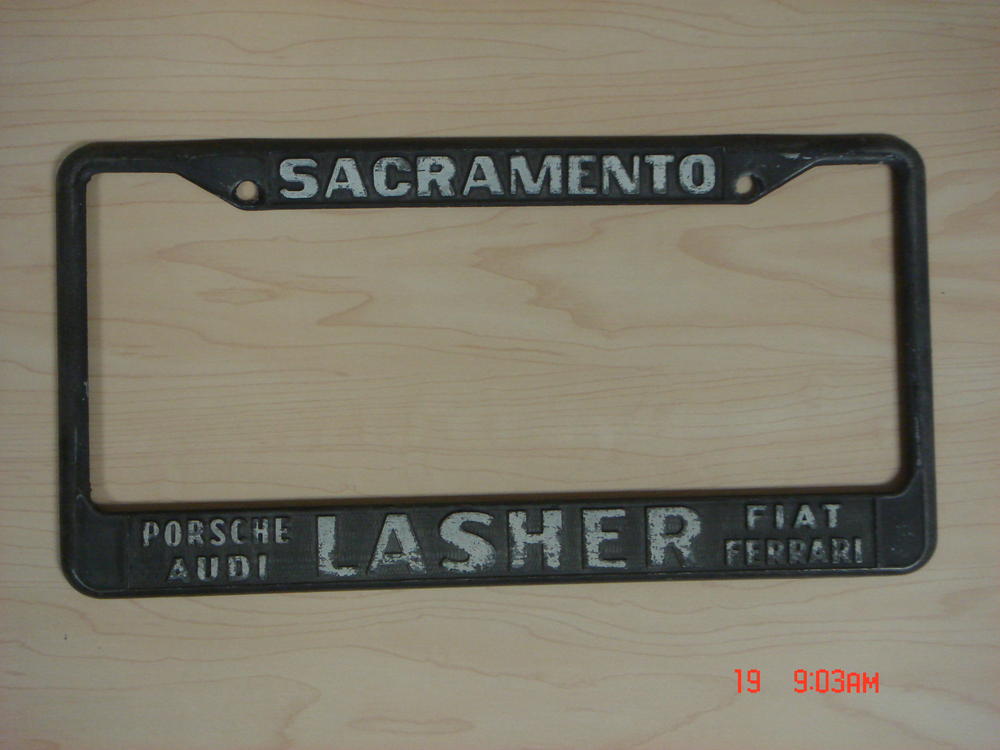 SACRAMENTO
PORSCHE
AUDI
LASHER
FIAT
FERRARI
19 9:03AM